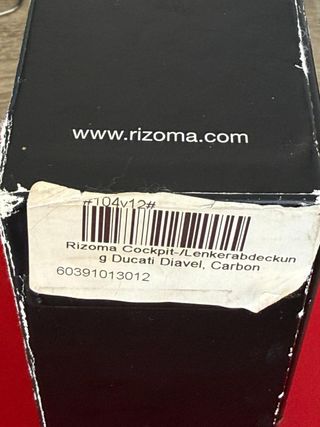 www.rizoma.com
#104v12#
Rizoma Cockpit-/Lenkerabdeckun
g Ducati Diavel, Carbon
60391013012